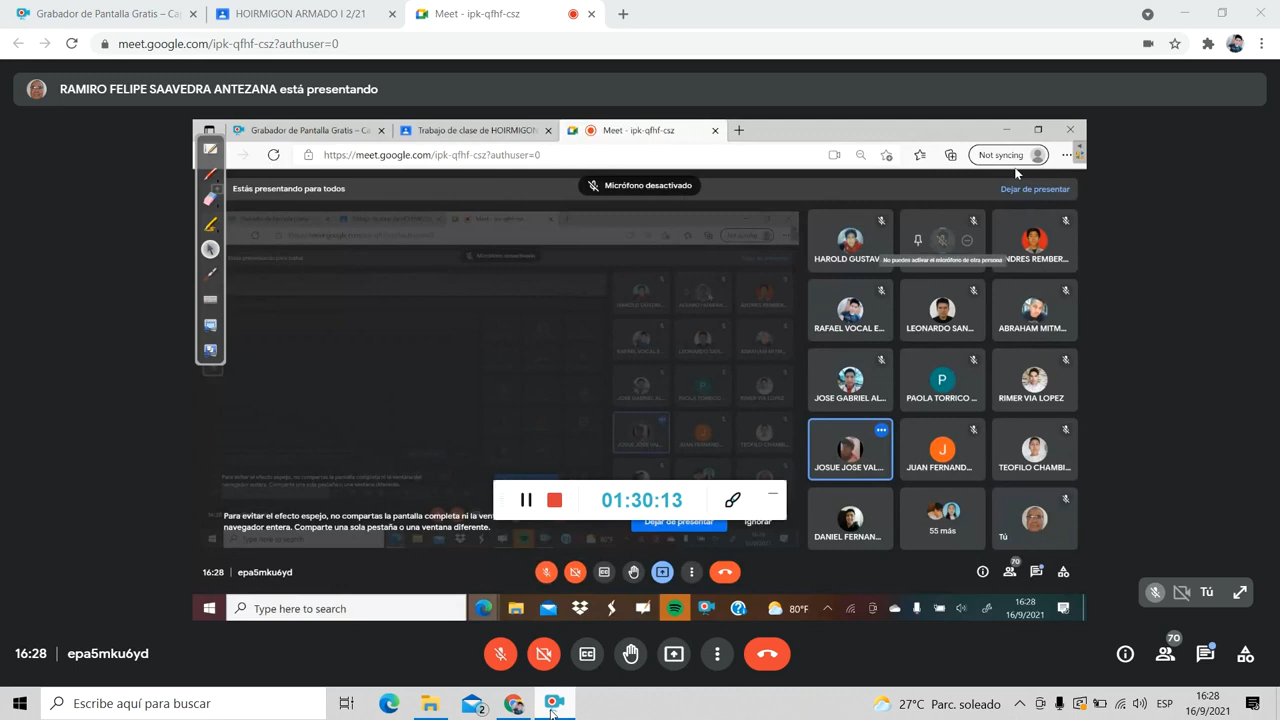 Grabador de Pantalla Gratis – Ca
HOIRMIGON ARMADO I 2/21
Meet - ipk-qfhf-csz
meet.google.com/ipk-qfhf-csz?authuser=0
RAMIRO FELIPE SAAVEDRA ANTEZANA está presentando
Grabador de Pantalla Gratis – Ca
Trabajo de clase de HOIRMIGON
Meet - ipk-qfhf-csz
https://meet.google.com/ipk-qfhf-csz?authuser=0
Not syncing
Estás presentando para todos
Micrófono desactivado
Dejar de presentar
HAROLD GUSTAV...
No puedes activar el micrófono de otra persona
ANDRES REMBER...
RAFAEL VOCAL E...
LEONARDO SAN...
ABRAHAM MITM...
JOSE GABRIEL AL...
P
PAOLA TORRICO ...
RIMER VIA LOPEZ
JOSUE JOSE VAL...
J
JUAN FERNAND...
TEOFILO CHAMBI...
DANIEL FERNAN...
55 más
Tú
01:30:13
Para evitar el efecto espejo, no compartas la pantalla completa ni la vent
navegador entera. Comparte una sola pestaña o una ventana diferente.
Dejar de presentar
Ignorar
16:28
epa5mku6yd
70
Type here to search
80°F
16:28
16/9/2021
Tú
16:28
epa5mku6yd
70
Escribe aquí para buscar
2
27°C Parc. soleado
ESP
16:28
16/9/2021